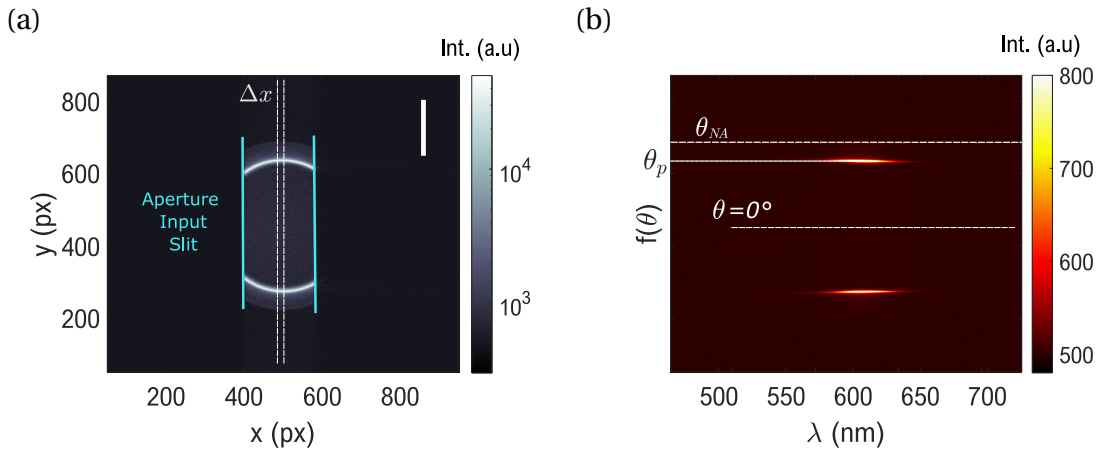 (a)
Int. (a.u)
Δx
800
600
400
200
y (px)
Aperture
Input
Slit
200
400
600
800
x (px)
10^4
10^3
(b)
Int. (a.u)
θ_NA
θ_p
θ=0°
f(θ)
500
550
600
650
700
λ (nm)
800
700
600
500